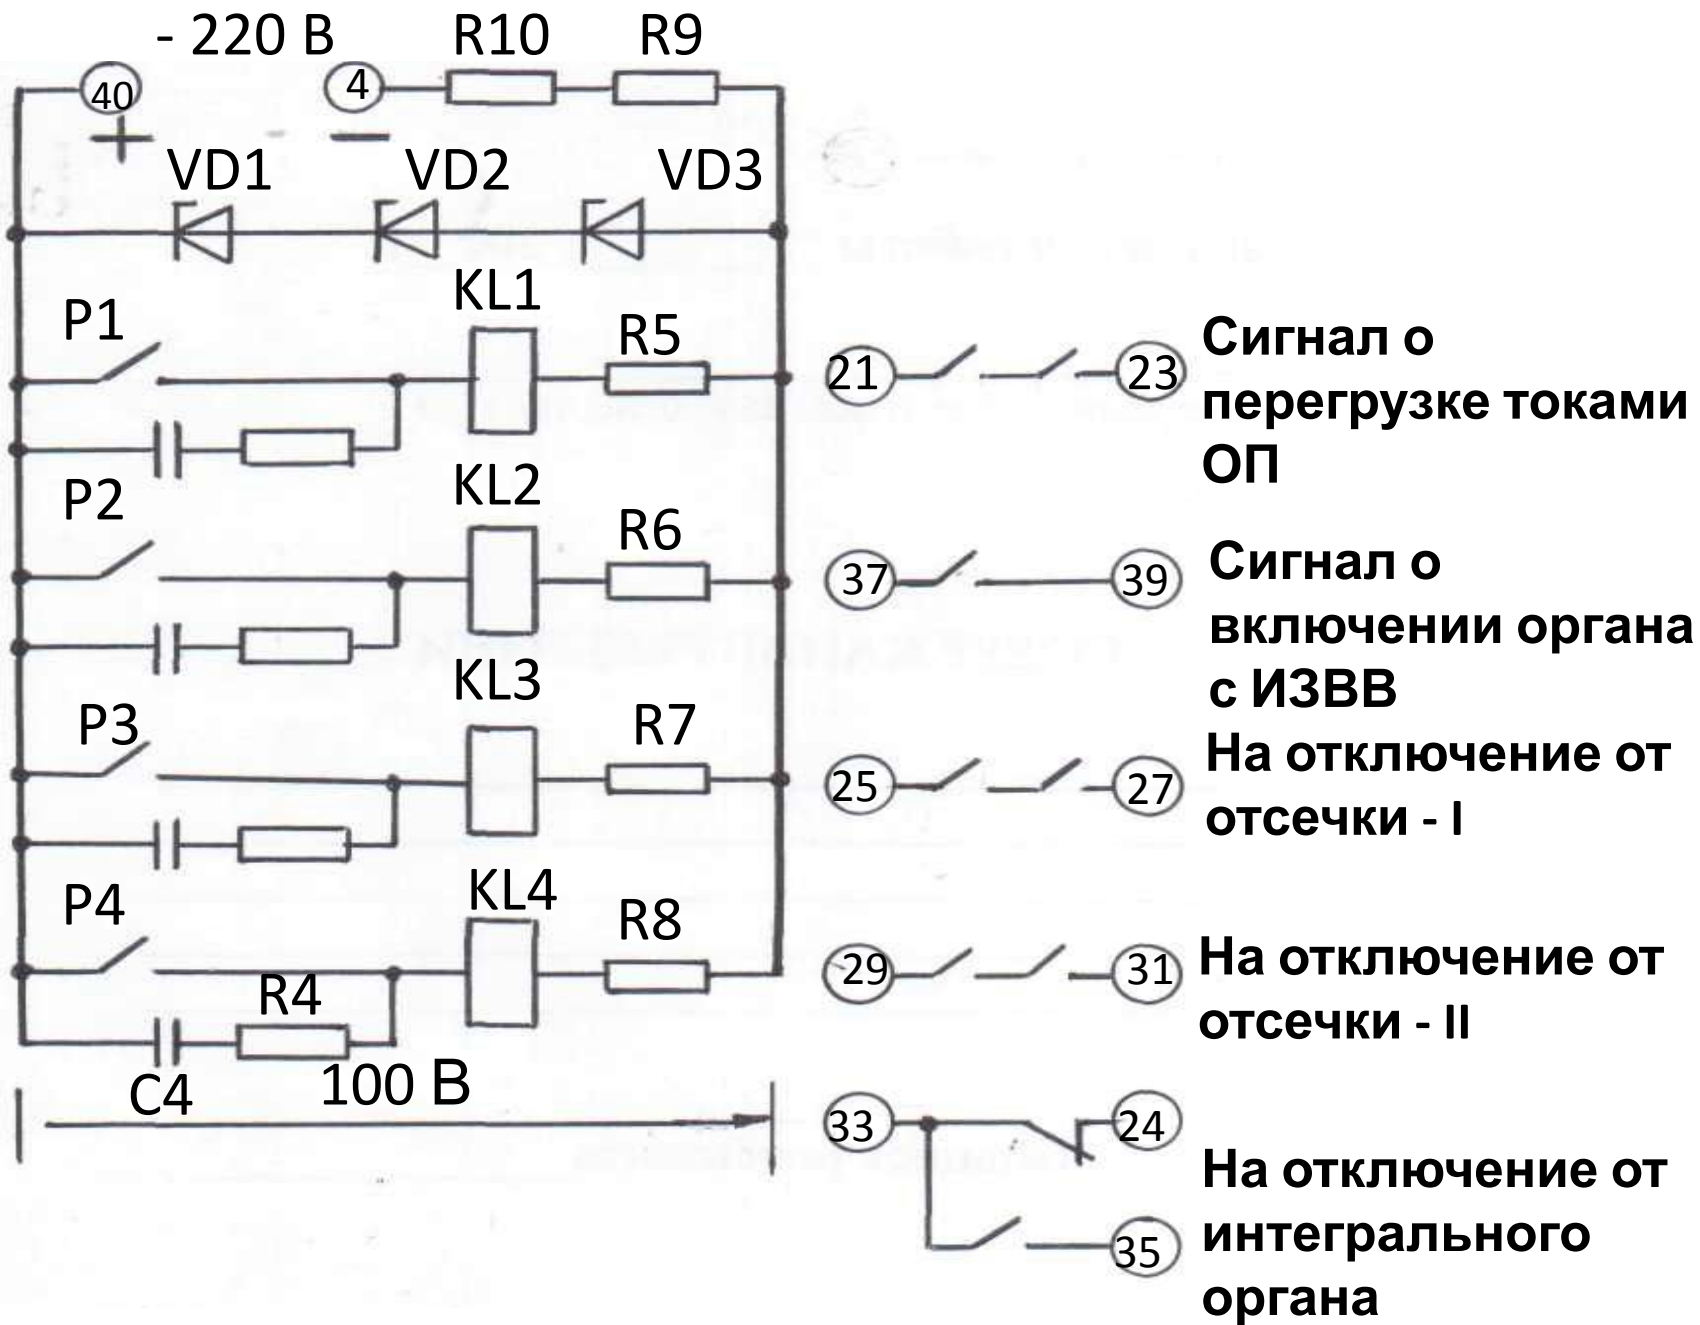 - 220 В
R10
R9
40
4
+
−
VD1
VD2
VD3
KL1
P1
R5
21
23
Сигнал о
перегрузке токами
ОП
KL2
P2
R6
37
39
Сигнал о
включении органа
с ИЗВВ
KL3
P3
R7
25
27
На отключение от
отсечки - I
KL4
P4
R8
R4
29
31
На отключение от
отсечки - II
C4
100 В
33
24
35
На отключение от
интегрального
органа